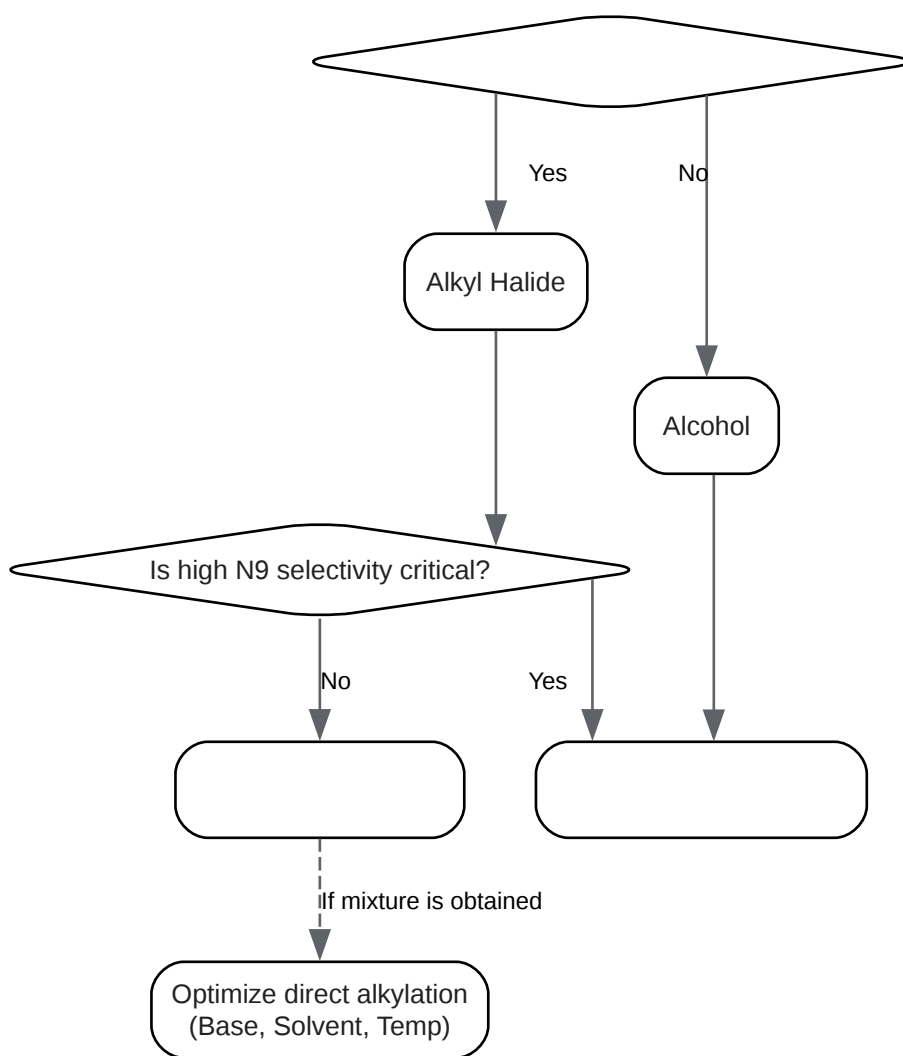 Yes
No
Alkyl Halide
Alcohol
Is high N9 selectivity critical?
No
Yes
If mixture is obtained
Optimize direct alkylation
(Base, Solvent, Temp)